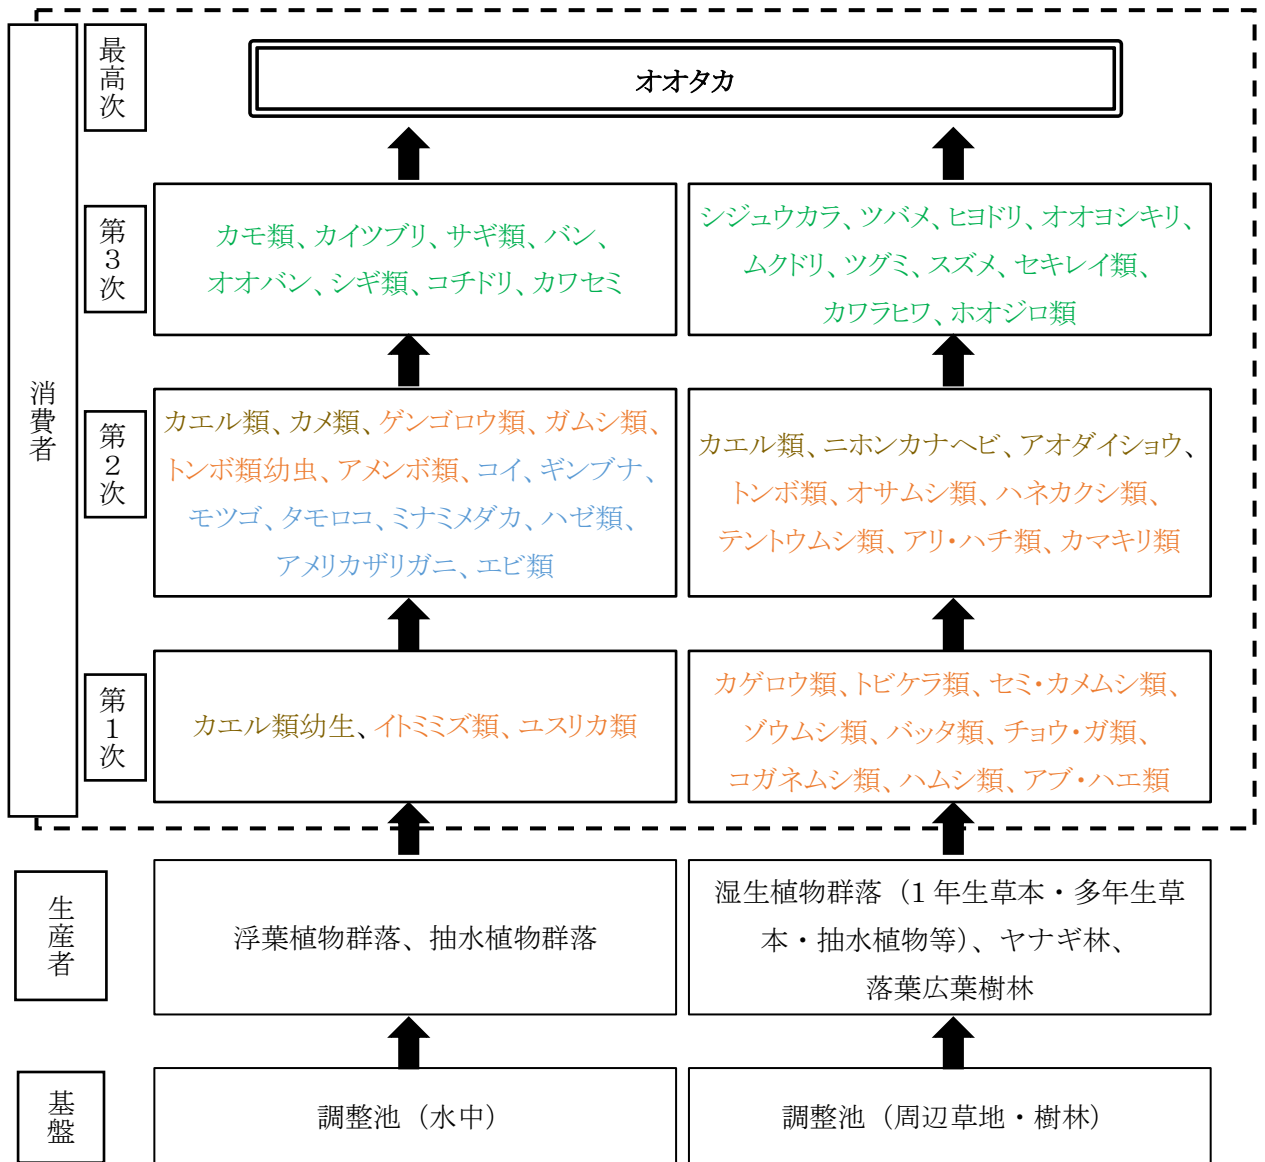 消費者
最高次
オオタカ
第3次
カモ類、カイツブリ、サギ類、バン、
オオバン、シギ類、コチドリ、カワセミ
シジュウカラ、ツバメ、ヒヨドリ、オオヨシキリ、
ムクドリ、ツグミ、スズメ、セキレイ類、
カワラヒワ、ホオジロ類
第2次
カエル類、カメ類、ゲンゴロウ類、ガムシ類、
トンボ類幼虫、アメンボ類、コイ、ギンブナ、
モツゴ、タモロコ、ミナミメダカ、ハゼ類、
アメリカザリガニ、エビ類
カエル類、ニホンカナヘビ、アオダイショウ、
トンボ類、オサムシ類、ハネカクシ類、
テントウムシ類、アリ・ハチ類、カマキリ類
第1次
カエル類幼生、イトミミズ類、ユスリカ類
カゲロウ類、トビケラ類、セミ・カメムシ類、
ゾウムシ類、バッタ類、チョウ・ガ類、
コガネムシ類、ハムシ類、アブ・ハエ類
生産者
浮葉植物群落、抽水植物群落
湿生植物群落（1 年生草本・多年生草
本・抽水植物等）、ヤナギ林、
落葉広葉樹林
基盤
調整池（水中）
調整池（周辺草地・樹林）